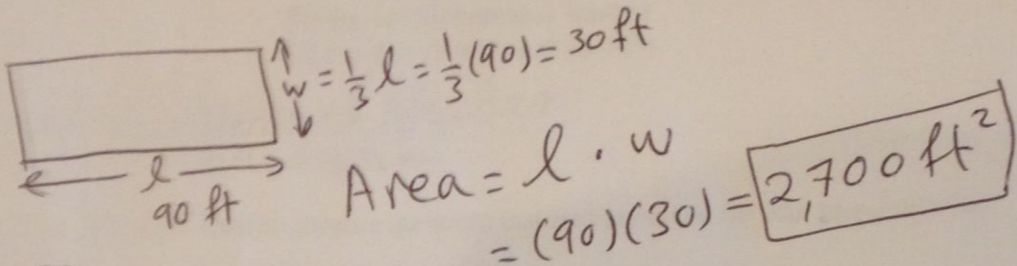 w = 1/3 l = 1/3 (90) = 30 ft
l
90 ft
Area = l · w
= (90)(30) = 2,700 ft²